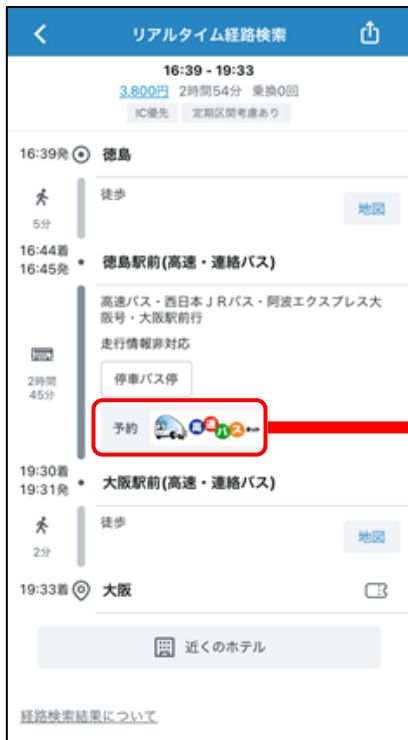 リアルタイム経路検索
16:39 - 19:33
3,800円 2時間54分 乗換0回
IC優先 定期区間考慮あり
16:39発 徳島
徒歩
5分
地図
16:44着
16:45発
徳島駅前(高速・連絡バス)
高速バス・西日本ＪＲバス・阿波エクスプレス大
阪号・大阪駅前行
走行情報非対応
2時間
45分
停車バス停
予約 高速バスネット
19:30着
19:31発
大阪駅前(高速・連絡バス)
徒歩
2分
地図
19:33着 大阪
近くのホテル
経路検索結果について